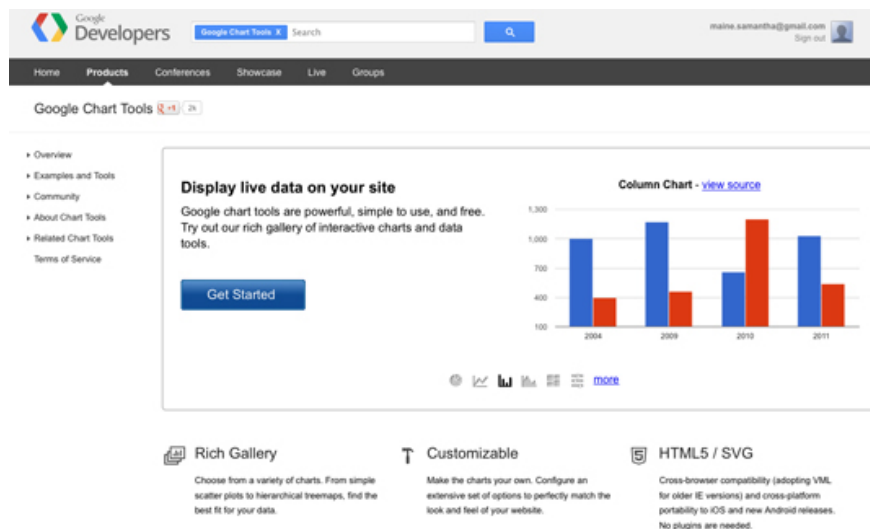 Google
Developers
Google Chart Tools X Search
maine.samantha@gmail.com
Sign out
Home Products Conferences Showcase Live Groups
Google Chart Tools +1 2k
Overview
Examples and Tools
Community
About Chart Tools
Related Chart Tools
Terms of Service
Display live data on your site
Google chart tools are powerful, simple to use, and free.
Try out our rich gallery of interactive charts and data
tools.
Get Started
Column Chart - view source
1,300
1,000
700
400
100
2004 2009 2010 2011
more
Rich Gallery
Choose from a variety of charts. From simple
scatter plots to hierarchical treemaps, find the
best fit for your data.
Customizable
Make the charts your own. Configure an
extensive set of options to perfectly match the
look and feel of your website.
5 HTML5 / SVG
Cross-browser compatibility (adopting VML
for older IE versions) and cross-platform
portability to iOS and new Android releases.
No plugins are needed.